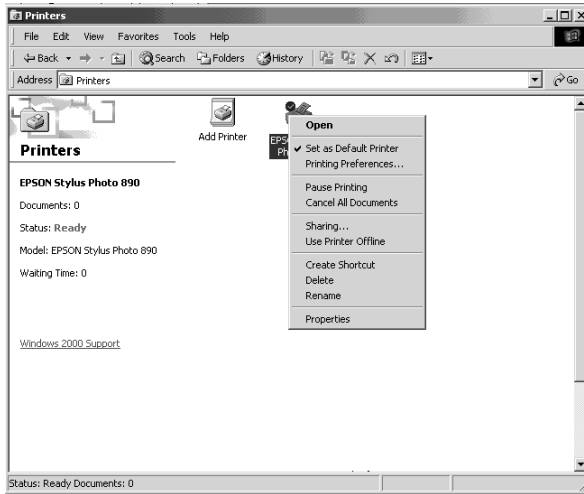 Printers
File Edit View Favorites Tools Help
Back Search Folders History
Address Printers Go
Printers
EPSON Stylus Photo 890
Documents: 0
Status: Ready
Model: EPSON Stylus Photo 890
Waiting Time: 0
Windows 2000 Support
Add Printer
EPS
Ph
Open
Set as Default Printer
Printing Preferences...
Pause Printing
Cancel All Documents
Sharing...
Use Printer Offline
Create Shortcut
Delete
Rename
Properties
Status: Ready Documents: 0